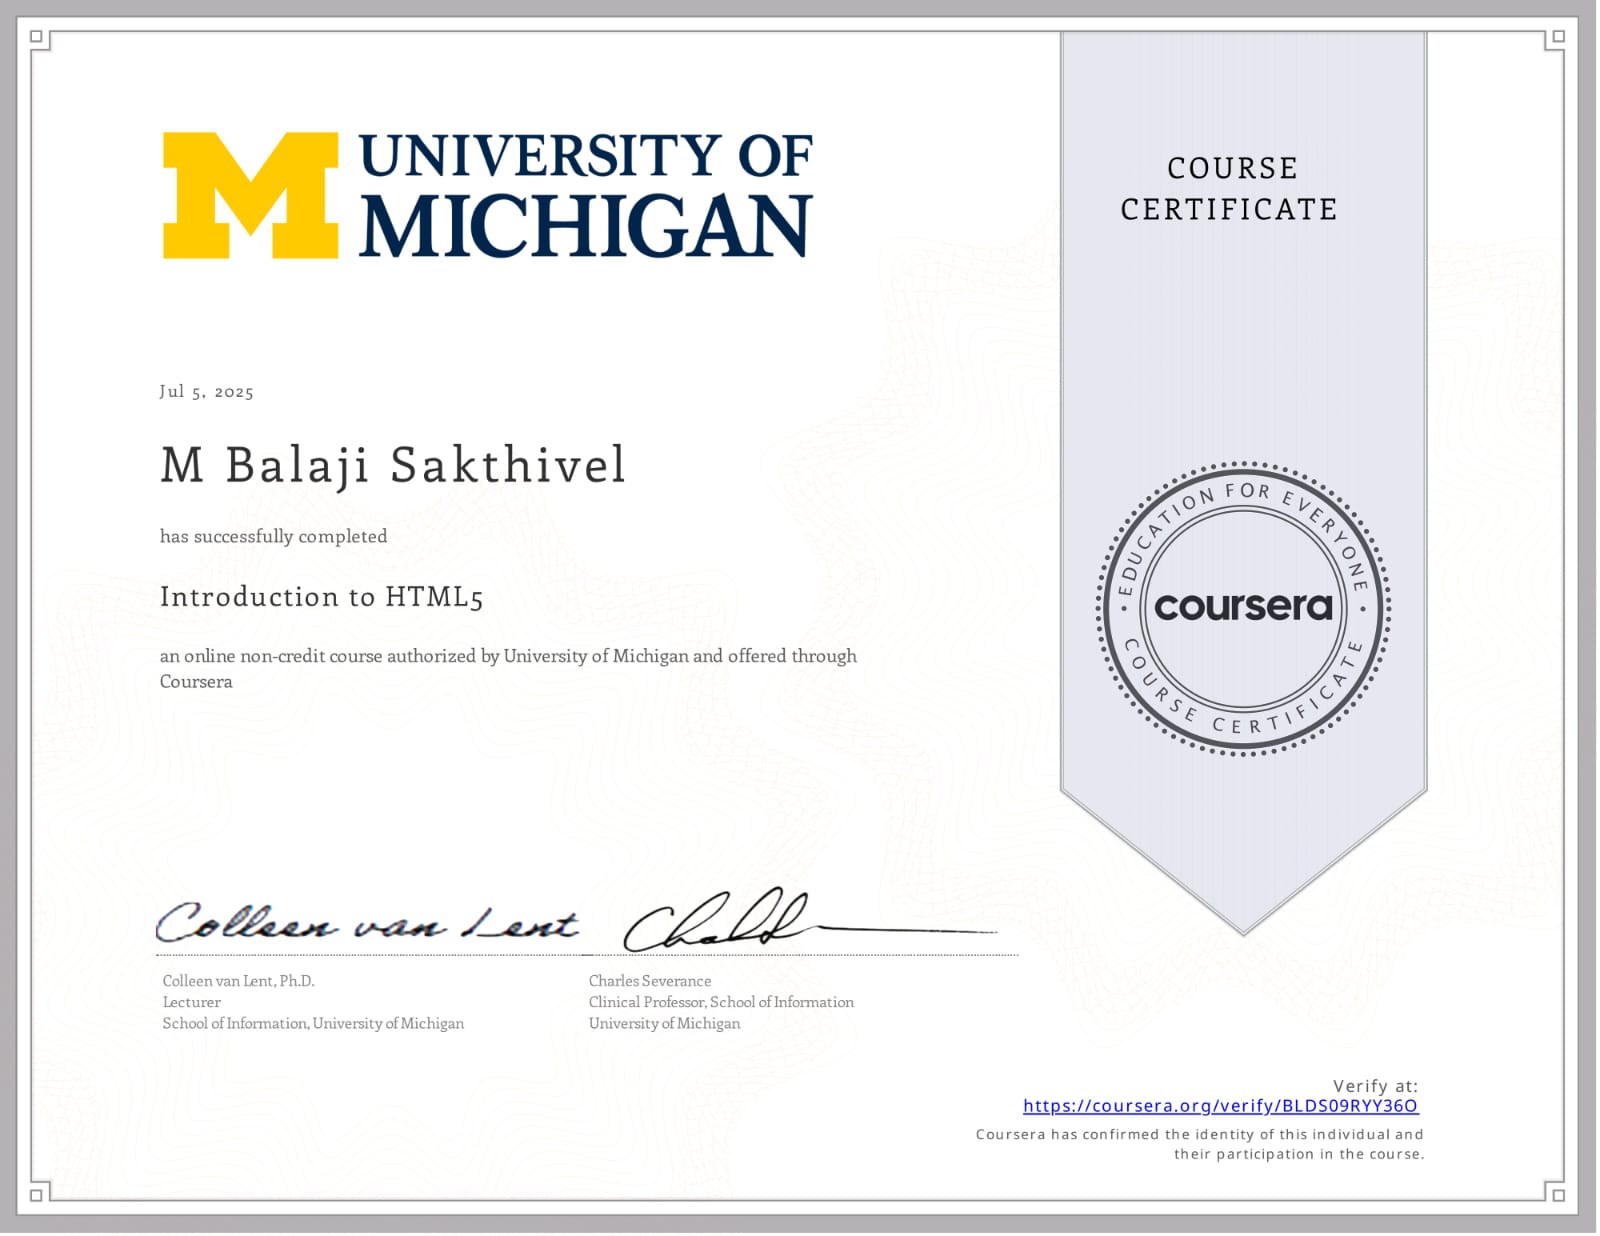 UNIVERSITY OF
MICHIGAN
COURSE
CERTIFICATE
Jul 5, 2025
M Balaji Sakthivel
has successfully completed
Introduction to HTML5
an online non-credit course authorized by University of Michigan and offered through
Coursera
EDUCATION FOR EVERYONE
coursera
COURSE CERTIFICATE
Colleen van Lent
Colleen van Lent, Ph.D.
Lecturer
School of Information, University of Michigan
Charles Severance
Clinical Professor, School of Information
University of Michigan
Verify at:
https://coursera.org/verify/BLDS09RYY36O
Coursera has confirmed the identity of this individual and
their participation in the course.